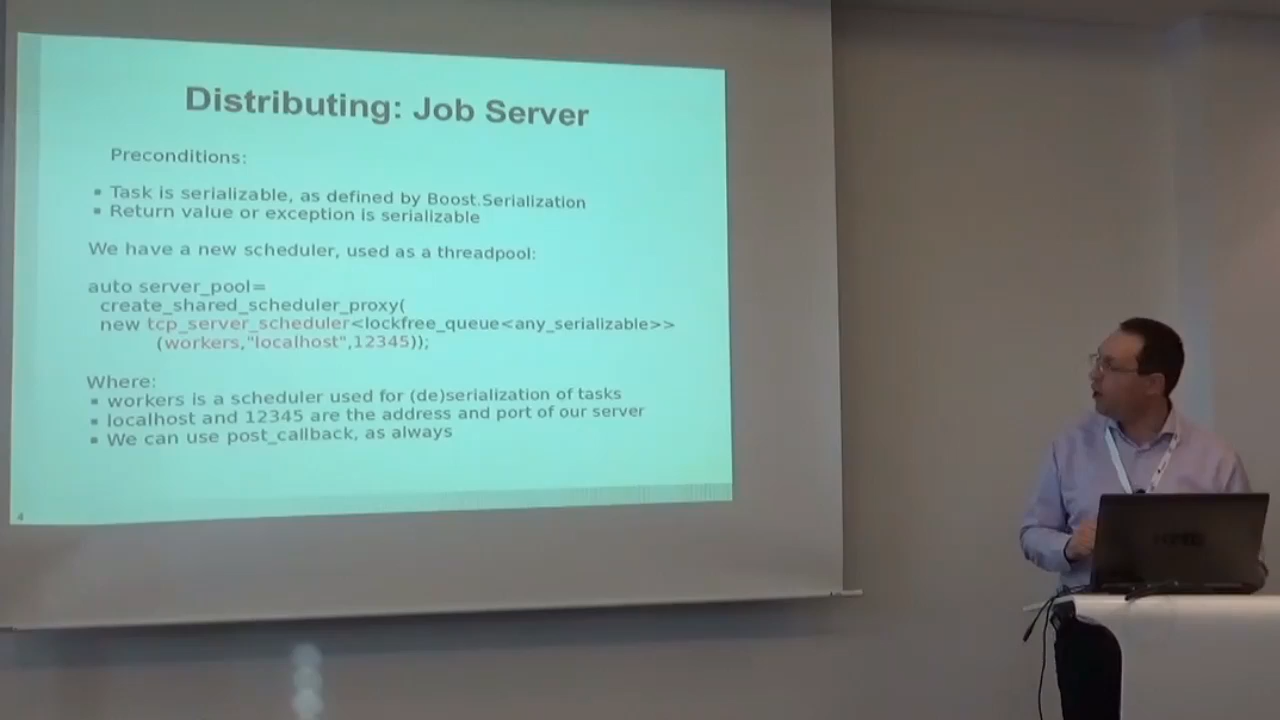 Distributing: Job Server
Preconditions:
▪ Task is serializable, as defined by Boost.Serialization
▪ Return value or exception is serializable
We have a new scheduler, used as a threadpool:
auto server_pool=
create_shared_scheduler_proxy(
new tcp_server_scheduler<lockfree_queue<any_serializable>>
(workers,"localhost",12345));
Where:
▪ workers is a scheduler used for (de)serialization of tasks
▪ localhost and 12345 are the address and port of our server
▪ We can use post_callback, as always
4